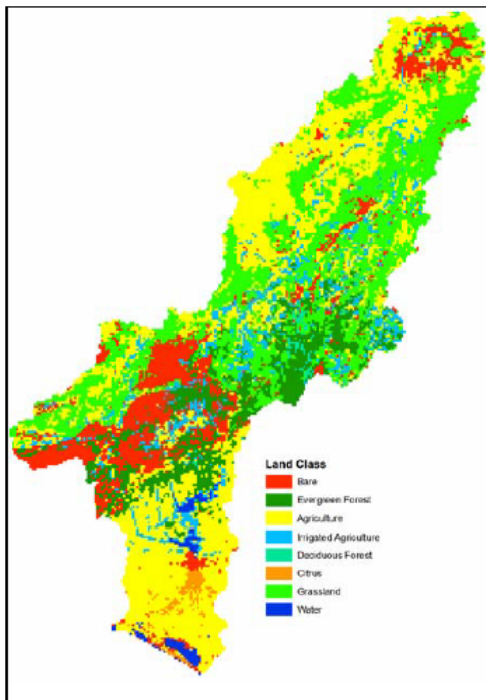 Land Class
Bare
Evergreen Forest
Agriculture
Irrigated Agriculture
Deciduous Forest
Citrus
Grassland
Water